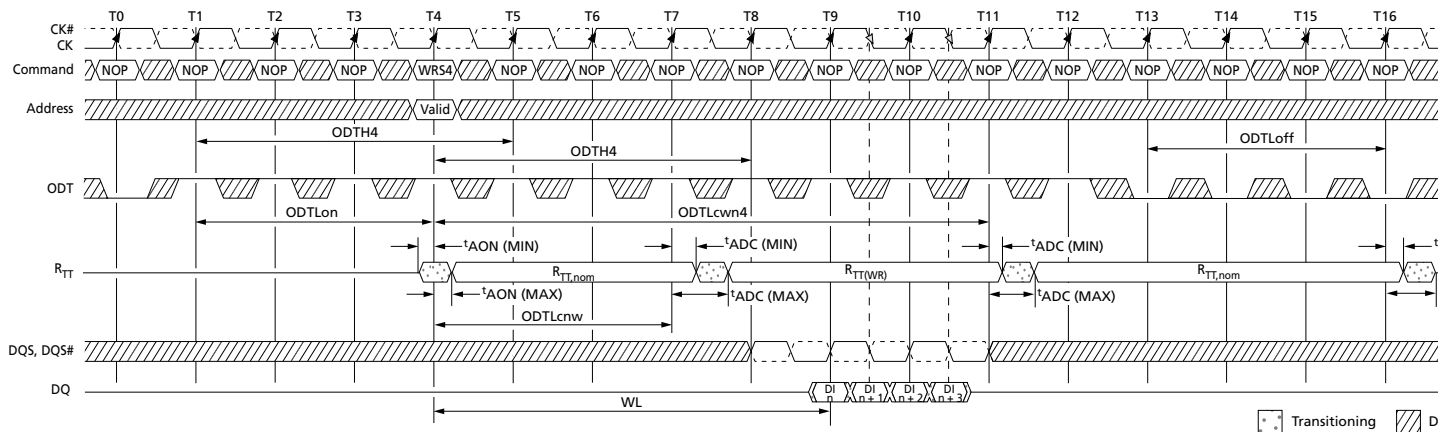 T0 T1 T2 T3 T4 T5 T6 T7 T8 T9 T10 T11 T12 T13 T14 T15 T16
CK#
CK
Command NOP NOP NOP NOP WRS4 NOP NOP NOP NOP NOP NOP NOP NOP NOP NOP NOP NOP
Address Valid
ODTH4 ODTLoff
ODTH4
ODT
ODTLon ODTLcwn4
tAON (MIN) tADC (MIN) tADC (MIN) t
RTT RTT,nom RTT(WR) RTT,nom
tAON (MAX) tADC (MAX) tADC (MAX)
ODTLcnw
DQS, DQS#
DQ DI n DI n + 1 DI n + 2 DI n + 3
WL
Transitioning D